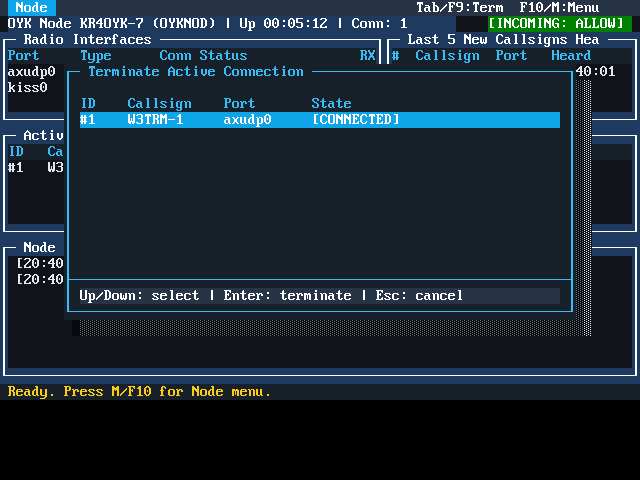 Node Tab/F9:Term F10/M:Menu
OYK Node KR4OYK-7 (OYKNOD) | Up 00:05:12 | Conn: 1 [INCOMING: ALLOW]
Radio Interfaces Last 5 New Callsigns Hea
Port Type Conn Status RX # Callsign Port Heard
axudp0 40:01
kiss0
Terminate Active Connection
ID Callsign Port State
#1 W3TRM-1 axudp0 [CONNECTED]
Activ
ID Ca
#1 W3
Node
[20:40
[20:40
Up/Down: select | Enter: terminate | Esc: cancel
Ready. Press M/F10 for Node menu.